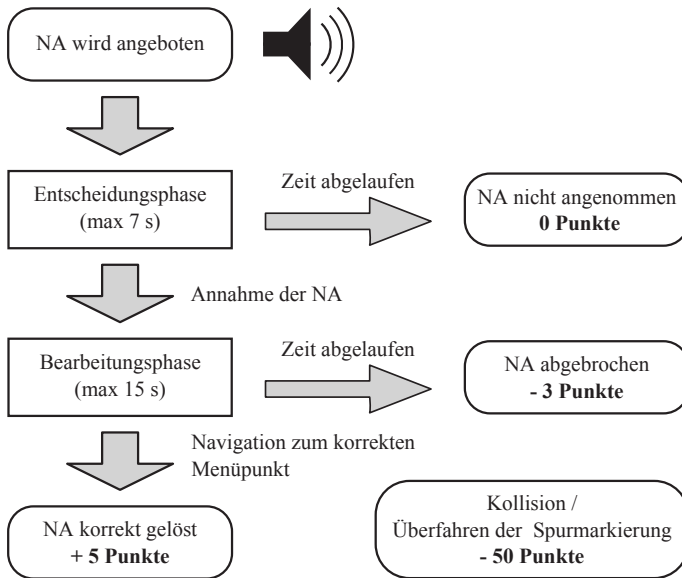 NA wird angeboten
Entscheidungsphase
(max 7 s)
Zeit abgelaufen
NA nicht angenommen
0 Punkte
Annahme der NA
Bearbeitungsphase
(max 15 s)
Zeit abgelaufen
NA abgebrochen
- 3 Punkte
Navigation zum korrekten
Menüpunkt
NA korrekt gelöst
+ 5 Punkte
Kollision /
Überfahren der Spurmarkierung
- 50 Punkte